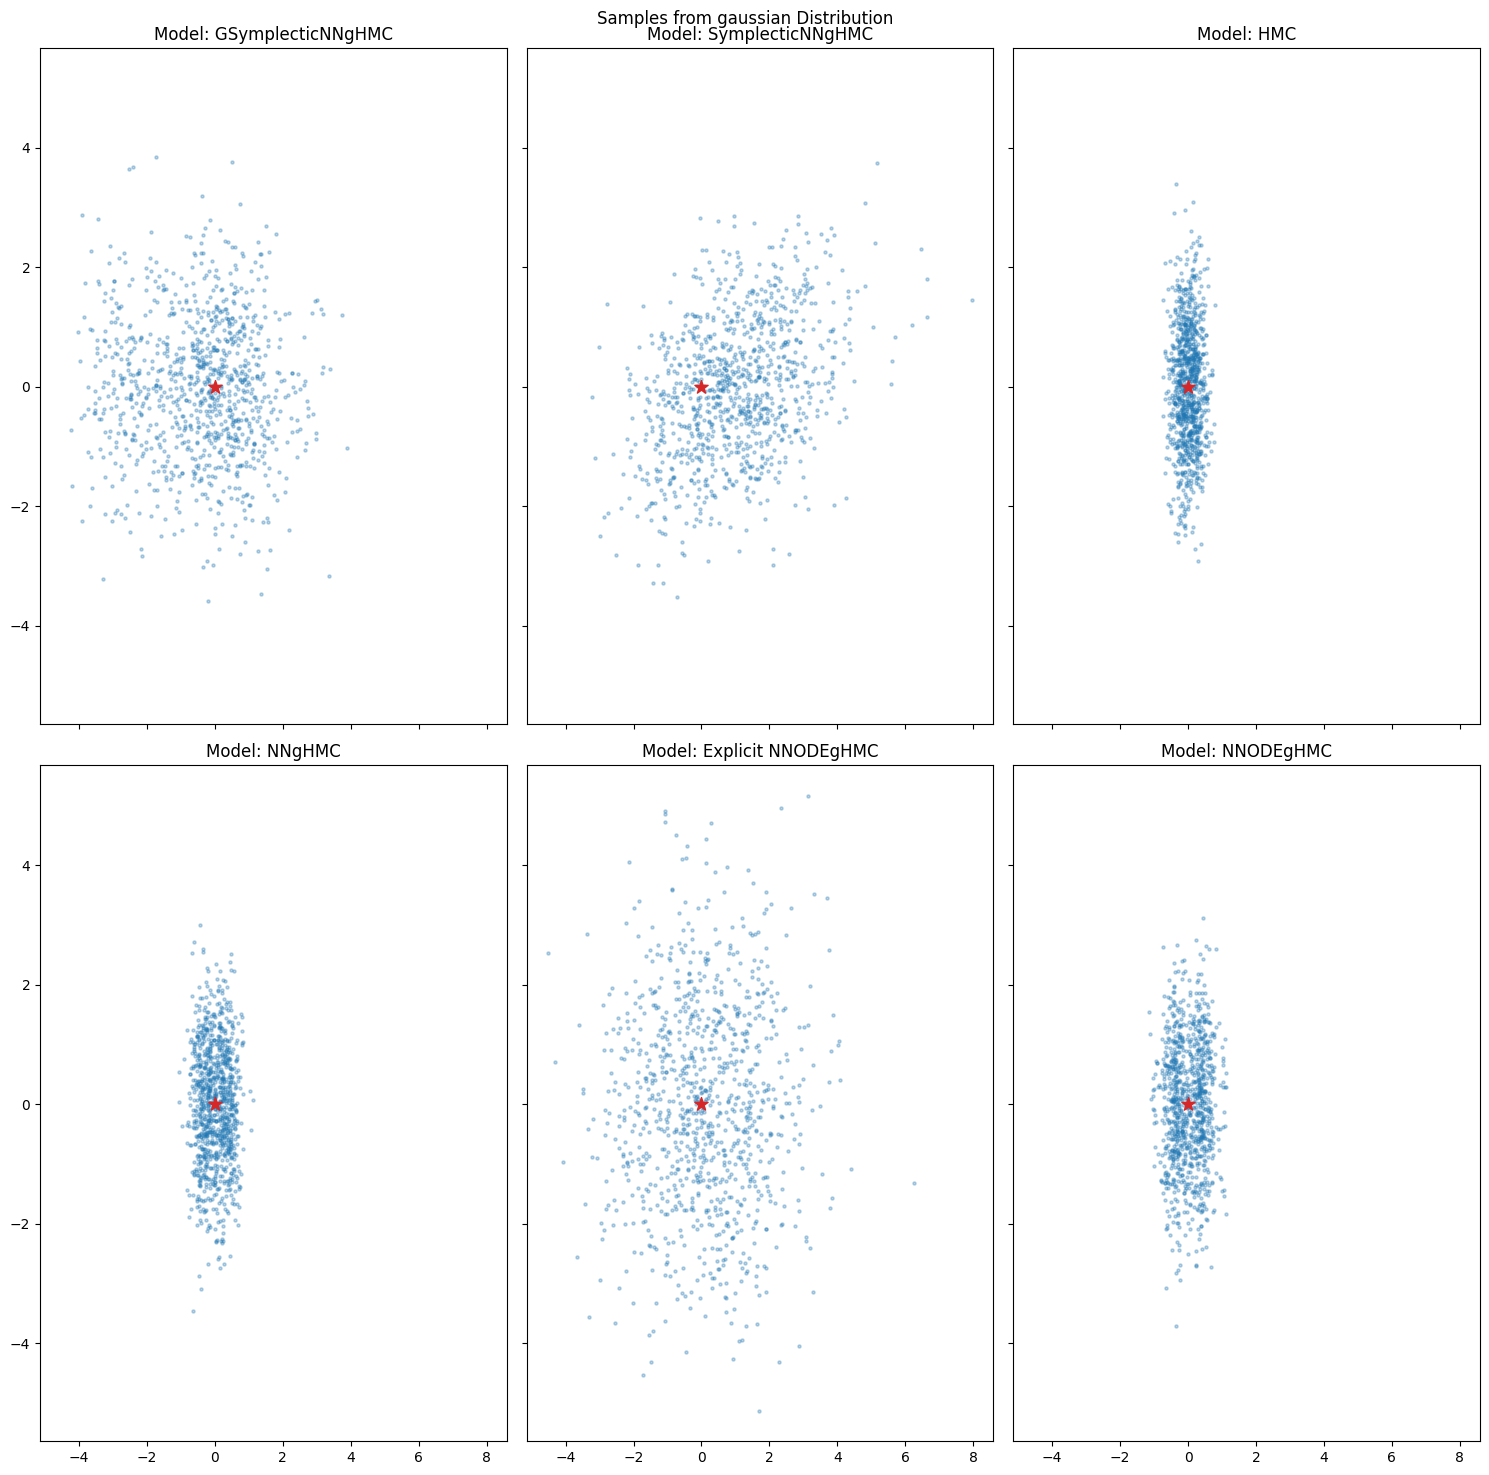 Samples from gaussian Distribution
Model: GSymplecticNNgHMC Model: SymplecticNNgHMC Model: HMC
4
2
0
−2
−4
Model: NNgHMC Model: Explicit NNODEgHMC Model: NNODEgHMC
4
2
0
−2
−4
−4 −2 0 2 4 6 8 −4 −2 0 2 4 6 8 −4 −2 0 2 4 6 8